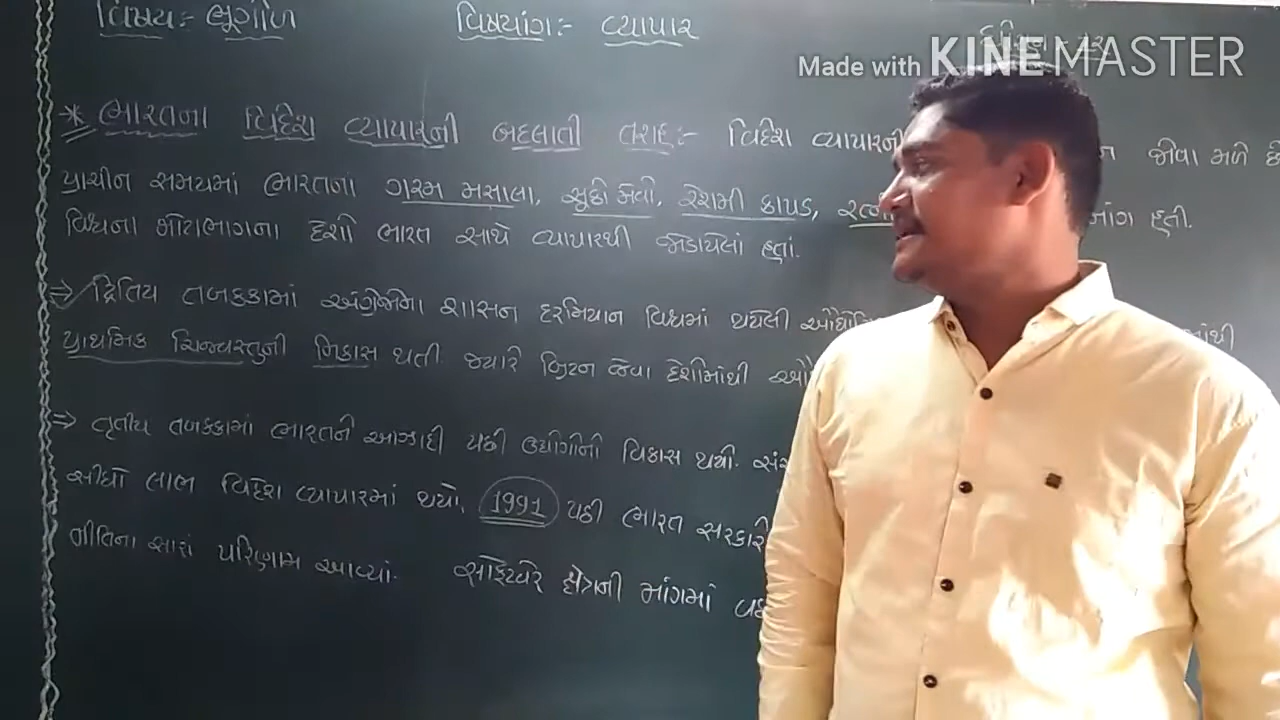 વિષય:- ભૂગોળ વિષયાંગ:- વ્યાપાર
Made with KINEMASTER
* ભારતના વિદેશ વ્યાપારની બદલાતી તરાહ:- વિદેશ વ્યાપારની જોવા મળે છે
પ્રાચીન સમયમાં ભારતના ગરમ મસાલા, સુકો મેવો, રેશમી કાપડ, હતી.
વિશ્વના મોટાભાગના દેશો ભારત સાથે વ્યાપારથી જોડાયેલાં હતાં.
⇒ દ્વિતિય તબક્કામાં અંગ્રેજોના શાસન દરમિયાન વિશ્વમાં થયેલી
પ્રાથમિક ચિજવસ્તુની નિકાસ થતી. જ્યારે બ્રિટન જેવા દેશોમાંથી
⇒ તૃતીય તબક્કામાં ભારતની આઝાદી પછી ઉદ્યોગોનો વિકાસ થયો.
સીધો લાભ વિદેશ વ્યાપારમાં થયો. 1991 પછી ભારત સરકારે
નીતિના સારાં પરિણામ આવ્યાં. સોફ્ટવેર ક્ષેત્રની માંગમાં